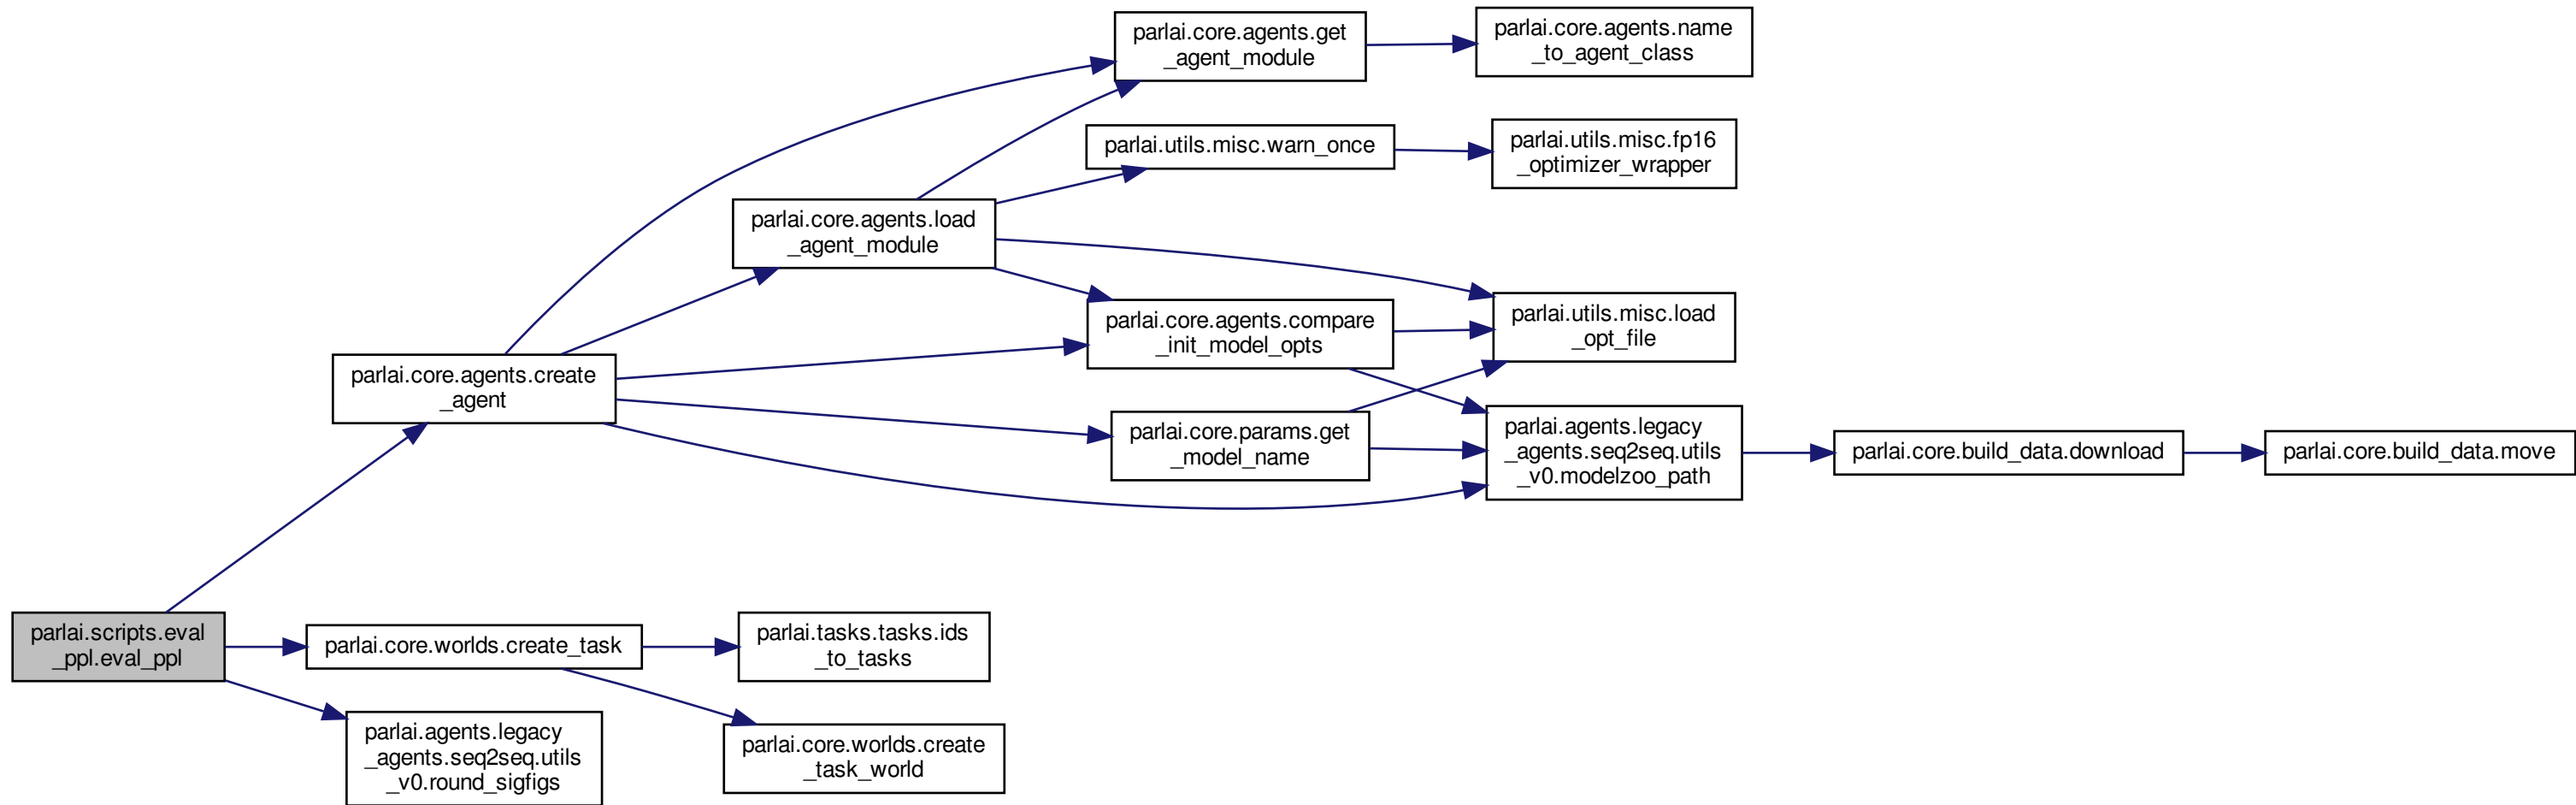 parlai.core.agents.get
_agent_module
parlai.core.agents.name
_to_agent_class
parlai.utils.misc.warn_once
parlai.utils.misc.fp16
_optimizer_wrapper
parlai.core.agents.load
_agent_module
parlai.core.agents.compare
_init_model_opts
parlai.utils.misc.load
_opt_file
parlai.core.agents.create
_agent
parlai.core.params.get
_model_name
parlai.agents.legacy
_agents.seq2seq.utils
_v0.modelzoo_path
parlai.core.build_data.download
parlai.core.build_data.move
parlai.scripts.eval
_ppl.eval_ppl
parlai.core.worlds.create_task
parlai.tasks.tasks.ids
_to_tasks
parlai.agents.legacy
_agents.seq2seq.utils
_v0.round_sigfigs
parlai.core.worlds.create
_task_world